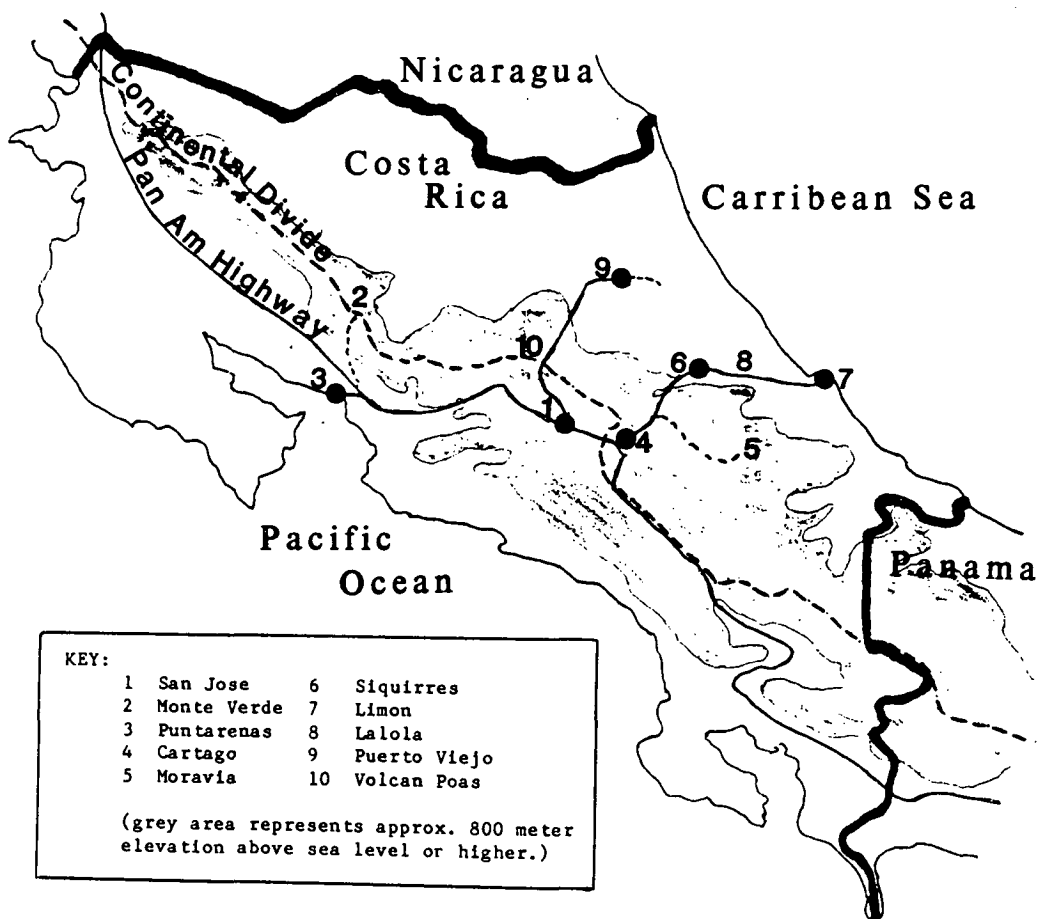 Nicaragua
Continental Divide
Costa
Rica
Carribean Sea
Pan Am Highway
9
2
10
6
8
7
3
1
4
5
Pacific
Ocean
Panama
KEY:
1 San Jose 6 Siquirres
2 Monte Verde 7 Limon
3 Puntarenas 8 Lalola
4 Cartago 9 Puerto Viejo
5 Moravia 10 Volcan Poas
(grey area represents approx. 800 meter
elevation above sea level or higher.)